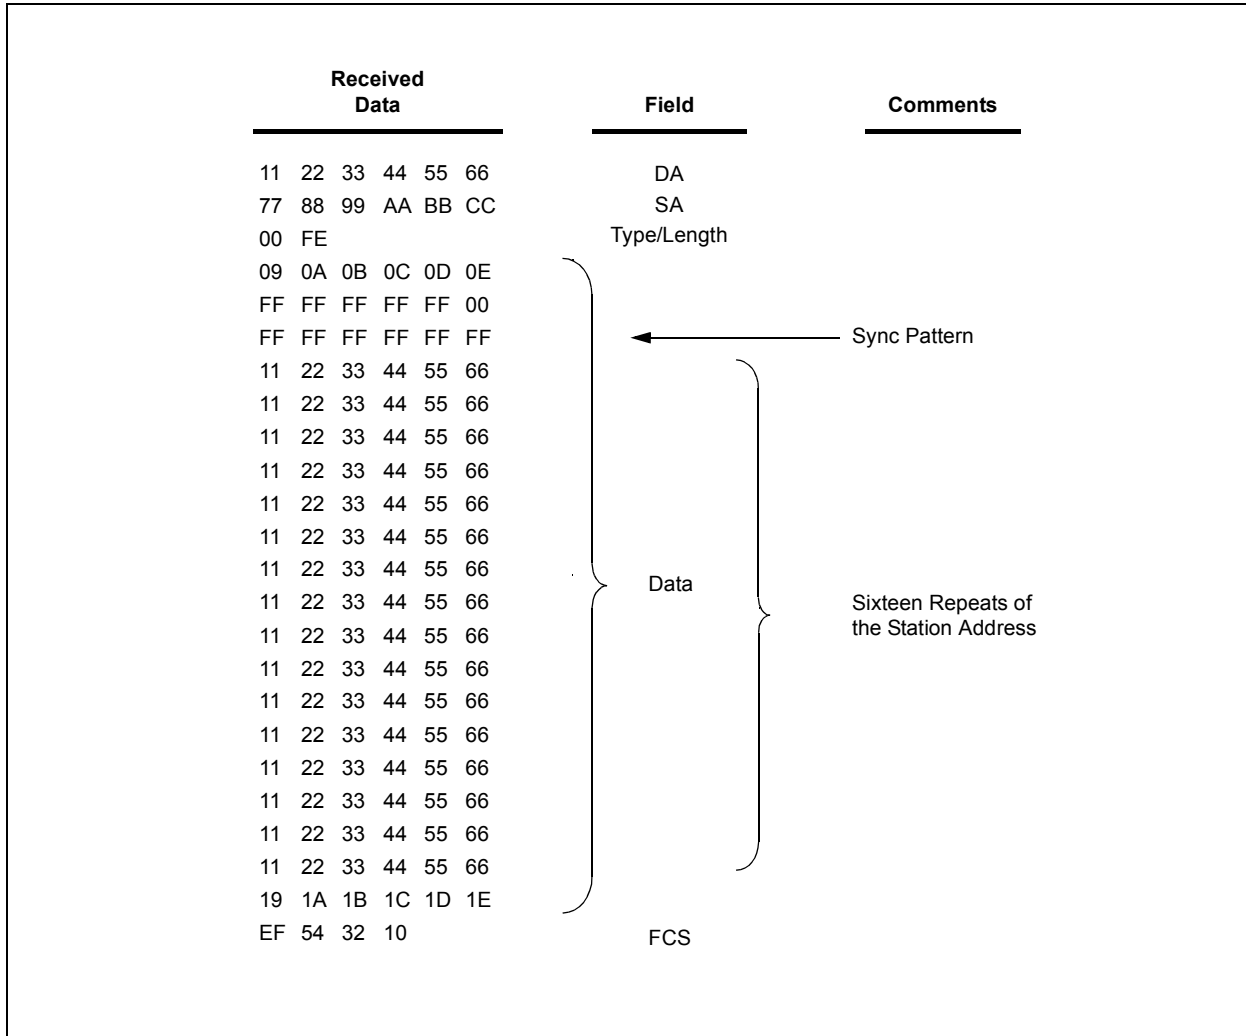 Received
Data Field Comments
11 22 33 44 55 66 DA
77 88 99 AA BB CC SA
00 FE Type/Length
09 0A 0B 0C 0D 0E
FF FF FF FF FF 00
FF FF FF FF FF FF Sync Pattern
11 22 33 44 55 66
11 22 33 44 55 66
11 22 33 44 55 66
11 22 33 44 55 66
11 22 33 44 55 66
11 22 33 44 55 66
11 22 33 44 55 66 Data
11 22 33 44 55 66 Sixteen Repeats of
11 22 33 44 55 66 the Station Address
11 22 33 44 55 66
11 22 33 44 55 66
11 22 33 44 55 66
11 22 33 44 55 66
11 22 33 44 55 66
11 22 33 44 55 66
11 22 33 44 55 66
19 1A 1B 1C 1D 1E
EF 54 32 10 FCS